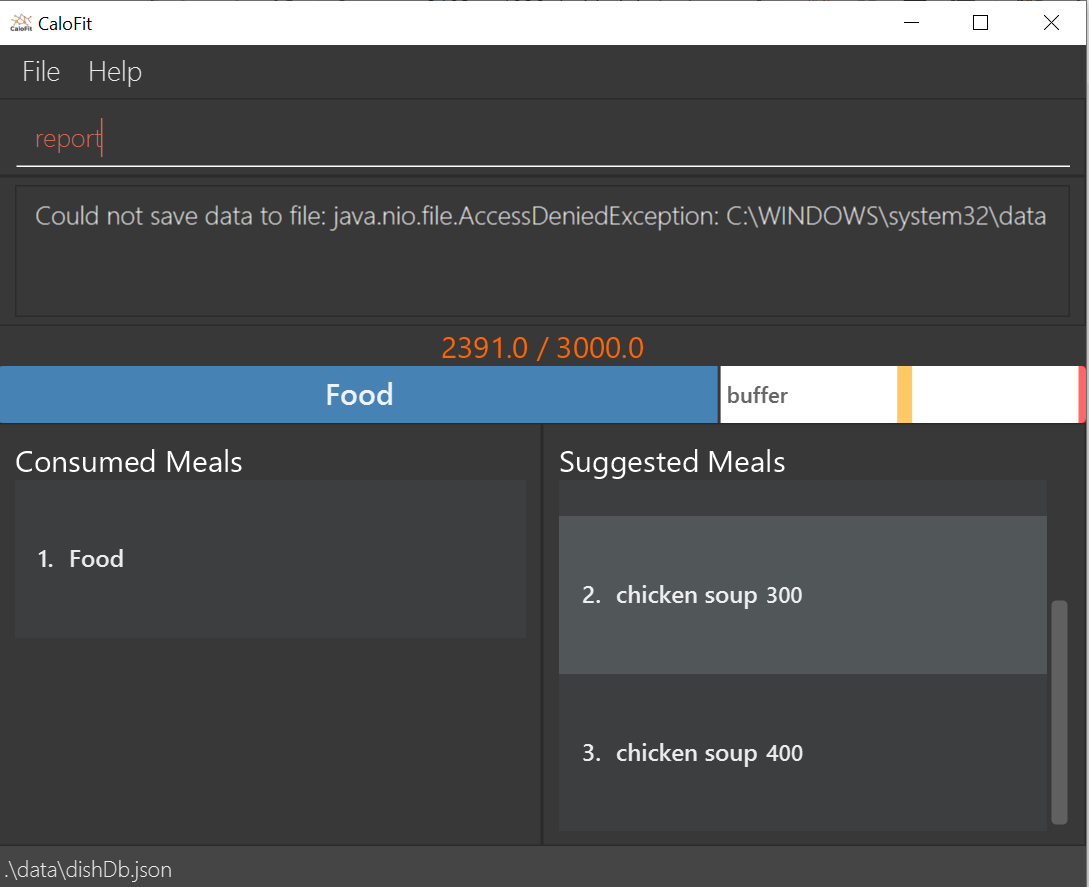 CaloFit CaloFit
File Help
report
Could not save data to file: java.nio.file.AccessDeniedException: C:\WINDOWS\system32\data
2391.0 / 3000.0
Food buffer
Consumed Meals
1. Food
Suggested Meals
2. chicken soup 300
3. chicken soup 400
.\data\dishDb.json